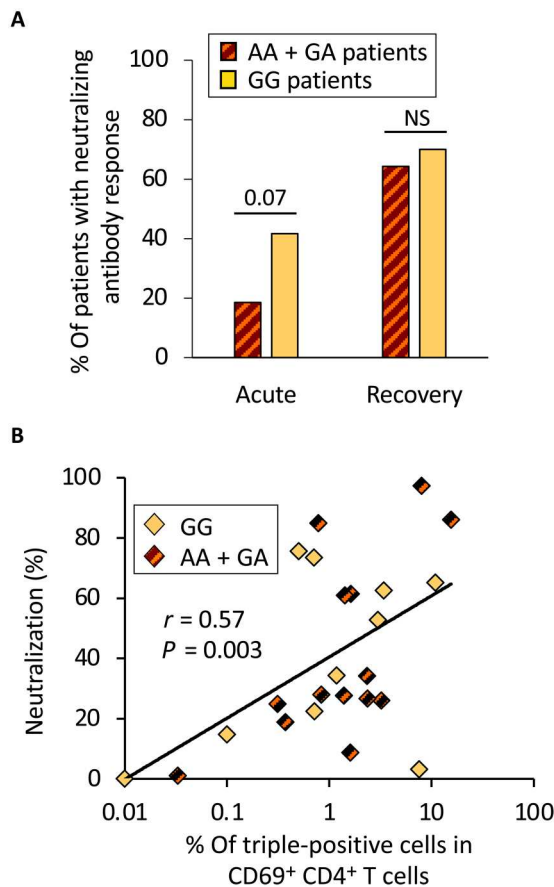 A
% Of patients with neutralizing
antibody response
100
80
60
40
20
0
AA + GA patients
GG patients
0.07
NS
Acute
Recovery
B
Neutralization (%)
100
80
60
40
20
0
GG
AA + GA
r = 0.57
P = 0.003
0.01
0.1
1
10
100
% Of triple-positive cells in
CD69⁺ CD4⁺ T cells